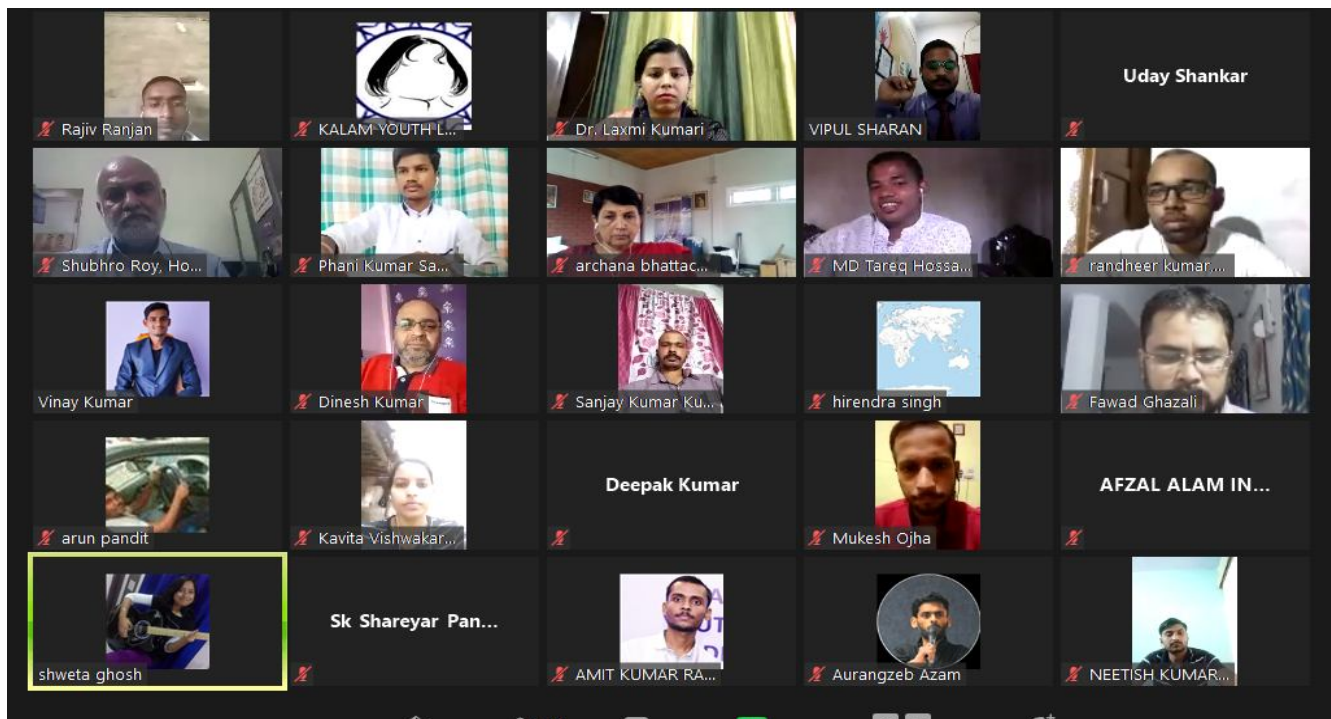 Rajiv Ranjan
KALAM YOUTH L...
Dr. Laxmi Kumari
VIPUL SHARAN
Uday Shankar
Shubhro Roy, Ho...
Phani Kumar Sa...
archana bhattac...
MD Tareq Hossa...
randheer kumar....
Vinay Kumar
Dinesh Kumar
Sanjay Kumar Ku...
hirendra singh
Fawad Ghazali
arun pandit
Kavita Vishwakar...
Deepak Kumar
Mukesh Ojha
AFZAL ALAM IN...
shweta ghosh
Sk Shareyar Pan...
AMIT KUMAR RA...
Aurangzeb Azam
NEETISH KUMAR...